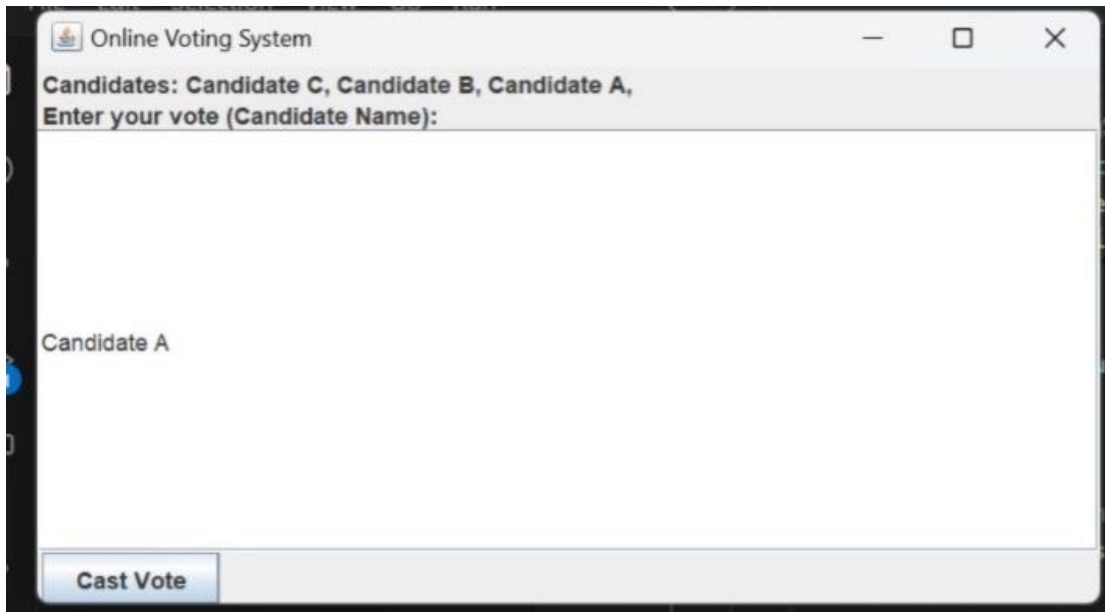 Online Voting System
Candidates: Candidate C, Candidate B, Candidate A,
Enter your vote (Candidate Name):
Candidate A
Cast Vote